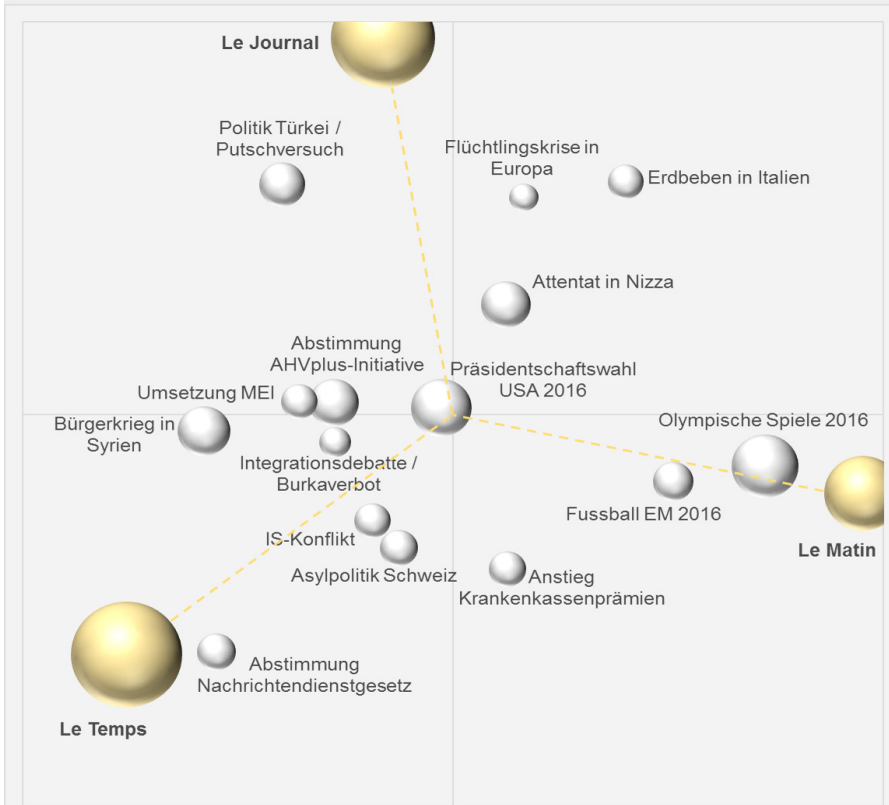 Le Journal
Politik Türkei /
Putschversuch
Flüchtlingskrise in
Europa
Erdbeben in Italien
Attentat in Nizza
Abstimmung
AHVplus-Initiative
Präsidentschaftswahl
USA 2016
Umsetzung MEI
Bürgerkrieg in
Syrien
Olympische Spiele 2016
Integrationsdebatte /
Burkaverbot
Fussball EM 2016
IS-Konflikt
Le Matin
Asylpolitik Schweiz
Anstieg
Krankenkassenprämien
Abstimmung
Nachrichtendienstgesetz
Le Temps